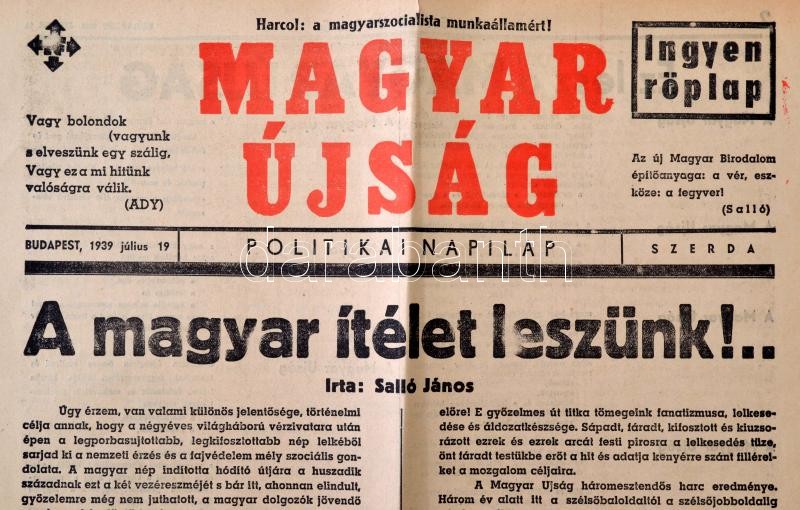 Harcol: a magyarszocialista munkaállamért!
MAGYAR
ÚJSÁG
Ingyen
röplap
Vagy bolondok
(vagyunk
s elveszünk egy szálig,
Vagy ez a mi hitünk
valóságra válik.
(ADY)
Az új Magyar Birodalom
építőanyaga: a vér, esz-
köze: a fegyver!
(Salló)
BUDAPEST, 1939 július 19
POLITIKAI NAPILAP
SZERDA
darabanth
A magyar ítélet leszünk!..
Irta: Salló János
Úgy érzem, van valami különös jelentősége, történelmi
célja annak, hogy a négyéves világháború vérzivatara után
épen a legporbasujtottabb, legkifosztottabb nép lelkéből
sarjad ki a nemzeti érzés és a fajvédelem mély szociális gon-
dolata. A magyar nép indította hódító útjára a huszadik
századnak ezt a két vezéreszméjét s bár itt, ahonnan elindult,
győzelemre még nem juthatott, a magyar dolgozók jövendő
előre! E győzelmes út titka tömegeink fanatizmusa, lelkese-
dése és áldozatkészsége. Sápadt, fáradt, kifosztott és kiuzso-
rázott ezrek és ezrek arcát festi pirosra a lelkesedés tüze,
önt fáradt testükbe erőt a hit és adatja kenyérre szánt fillérei-
ket a mozgalom céljaira.
A Magyar Ujság háromesztendős harc eredménye.
Három év alatt itt a szélsőbaloldaltól a szélsőjobboldalig